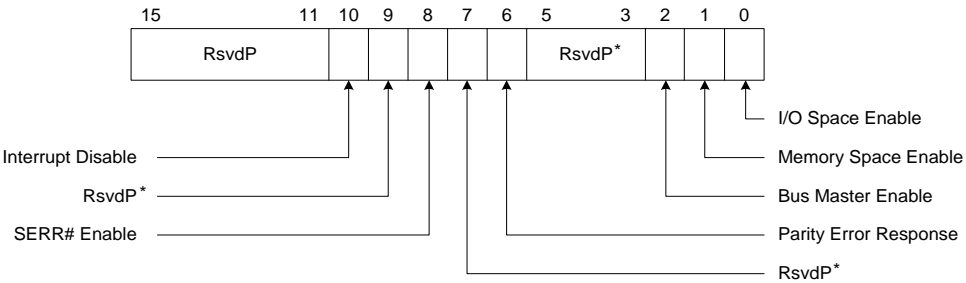 15 11 10 9 8 7 6 5 3 2 1 0
RsvdP RsvdP*
I/O Space Enable
Interrupt Disable Memory Space Enable
RsvdP* Bus Master Enable
SERR# Enable Parity Error Response
RsvdP*